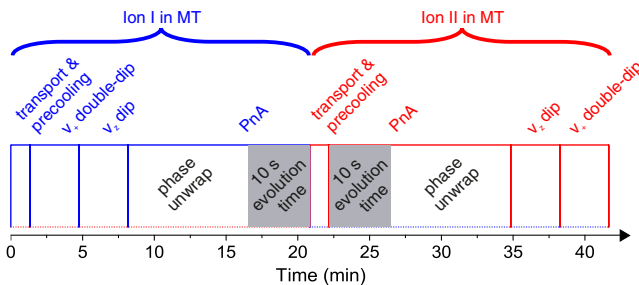 Ion I in MT
Ion II in MT
transport &
precooling
ν₊ double-dip
ν_z dip
PnA
transport &
precooling
PnA
ν_z dip
ν₊ double-dip
phase
unwrap
10 s
evolution
time
10 s
evolution
time
phase
unwrap
0 5 10 15 20 25 30 35 40
Time (min)